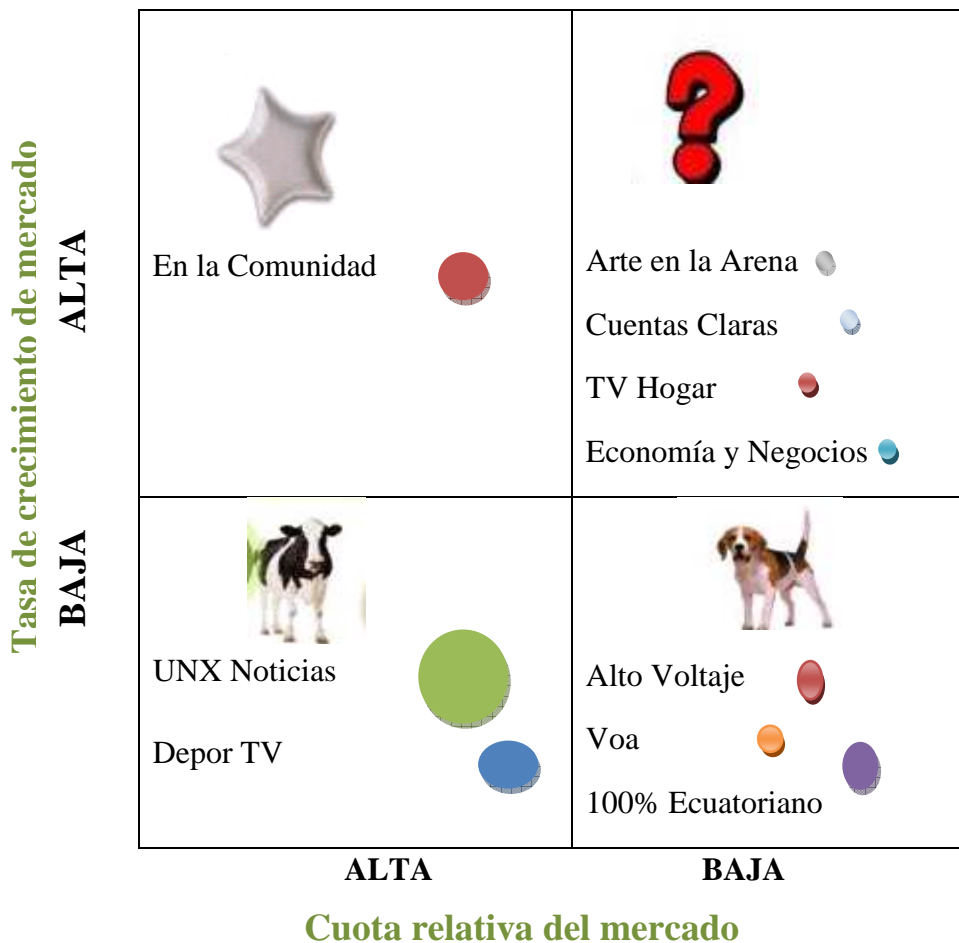 Tasa de crecimiento de mercado
ALTA
En la Comunidad
?
Arte en la Arena
Cuentas Claras
TV Hogar
Economía y Negocios
BAJA
UNX Noticias
Depor TV
Alto Voltaje
Voa
100% Ecuatoriano
ALTA
BAJA
Cuota relativa del mercado